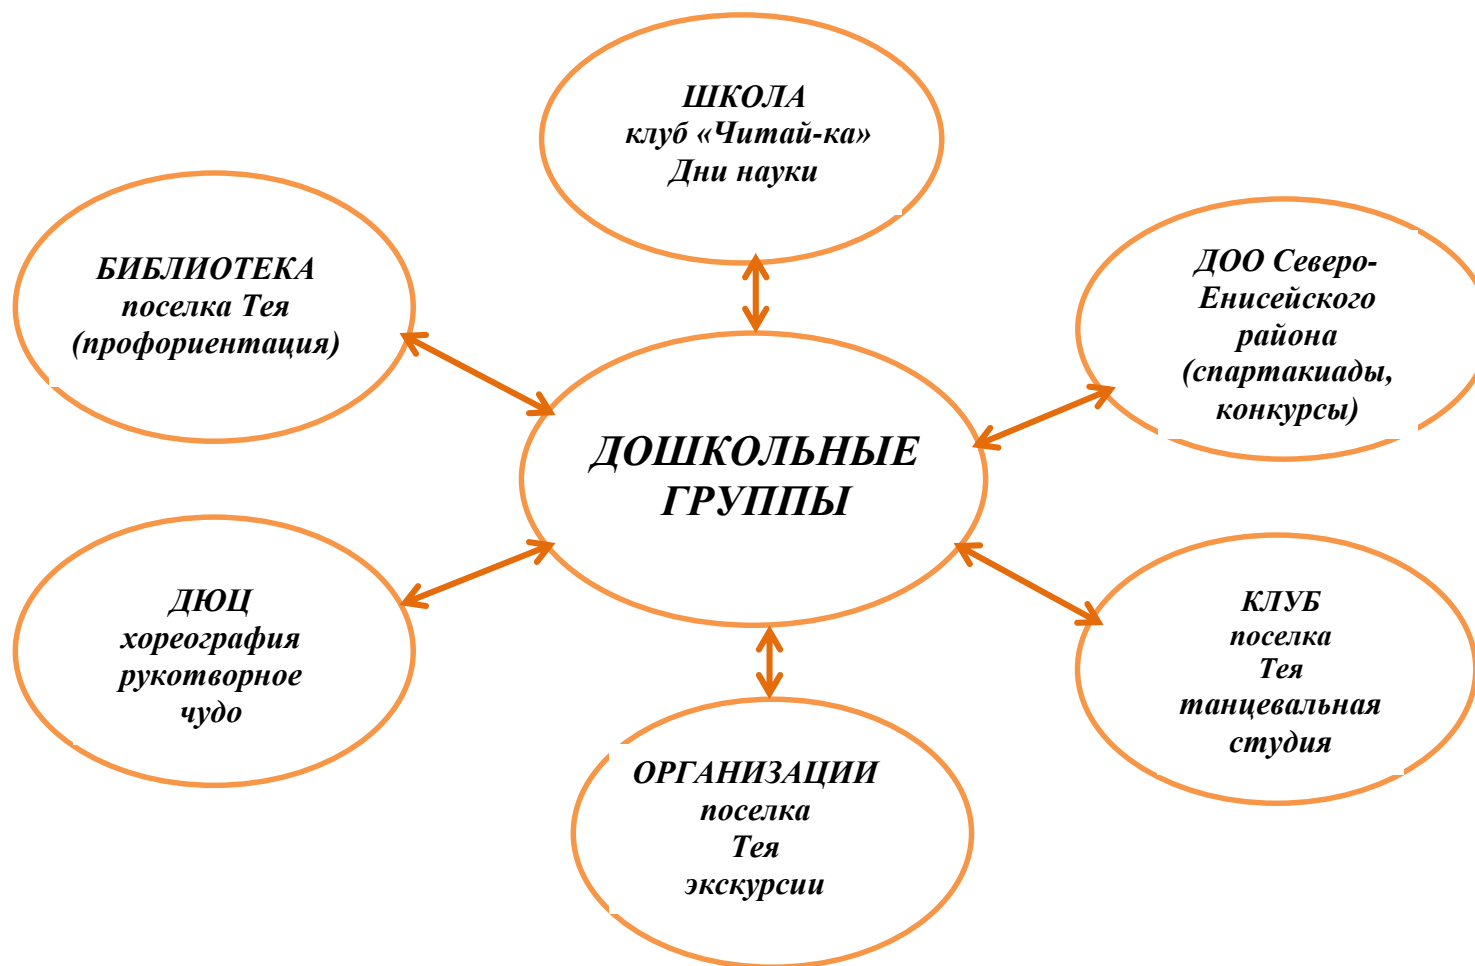 ШКОЛА
клуб «Читай-ка»
Дни науки
БИБЛИОТЕКА
поселка Тея
(профориентация)
ДОО Северо-
Енисейского
района
(спартакиады,
конкурсы)
ДОШКОЛЬНЫЕ
ГРУППЫ
ДЮЦ
хореография
рукотворное
чудо
КЛУБ
поселка
Тея
танцевальная
студия
ОРГАНИЗАЦИИ
поселка
Тея
экскурсии